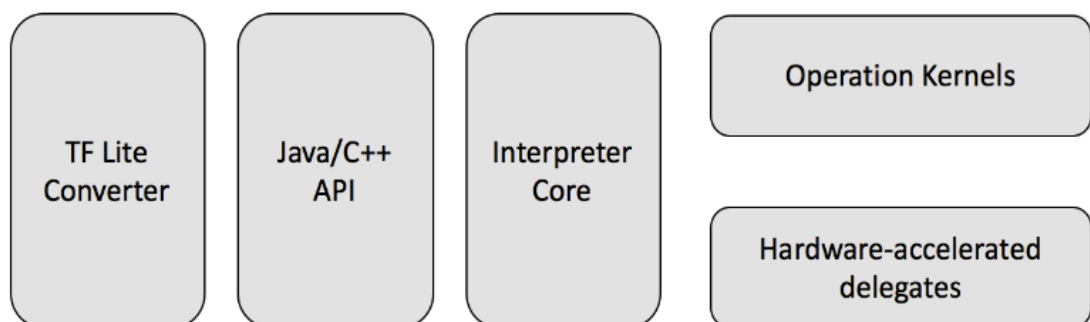 TF Lite
Converter
Java/C++
API
Interpreter
Core
Operation Kernels
Hardware-accelerated
delegates